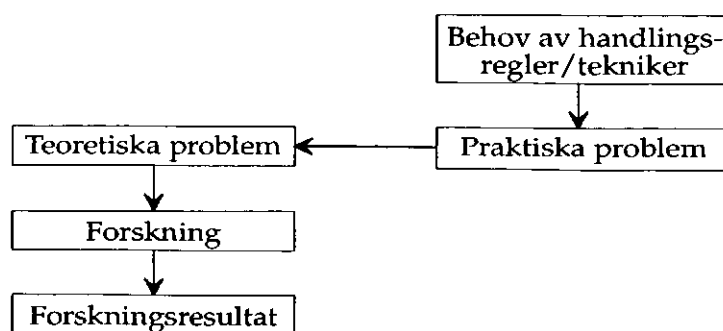 Behov av handlings-
regler/tekniker
Teoretiska problem
Praktiska problem
Forskning
Forskningsresultat